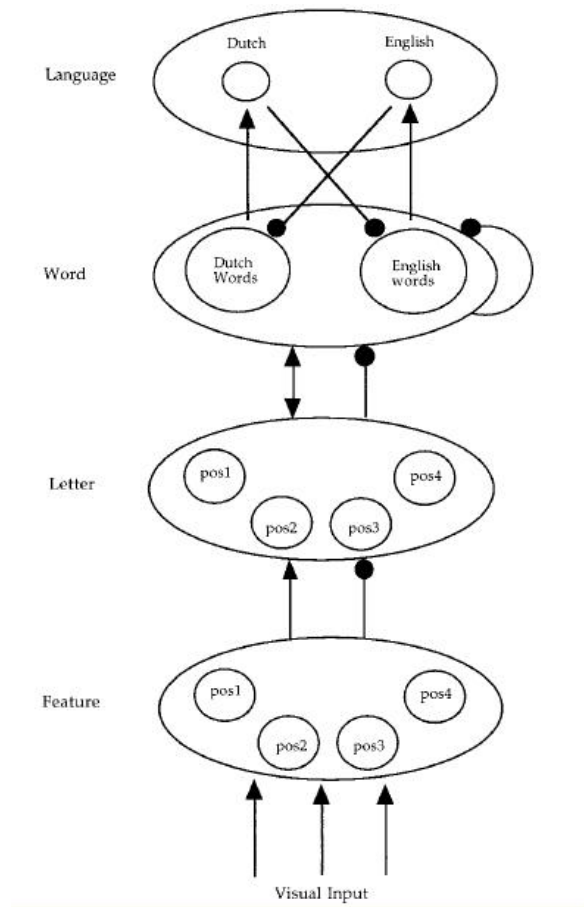 Dutch
English
Language
Dutch
Words
English
words
Word
pos1
pos4
Letter
pos2
pos3
pos1
pos4
Feature
pos2
pos3
Visual Input